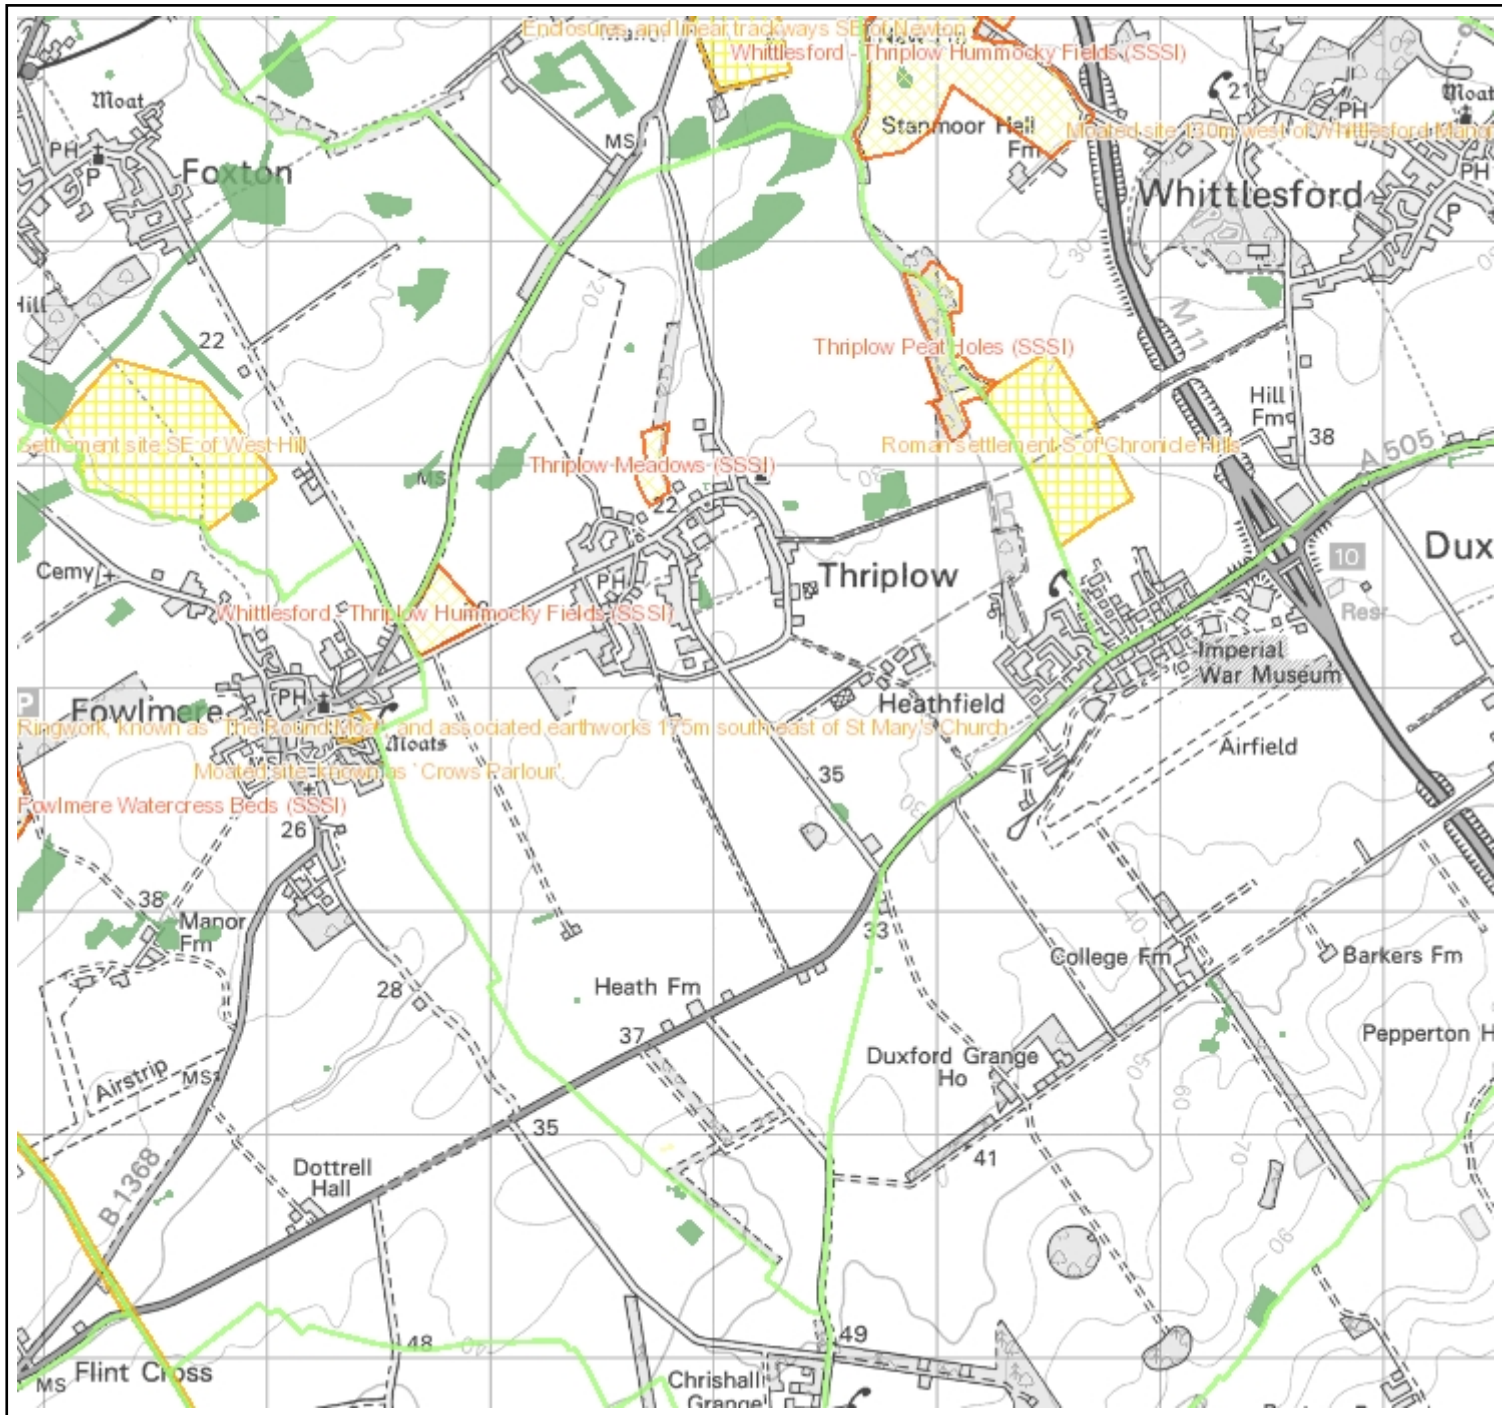 Enclosures and linear trackways SE of Newton
Whittlesford - Thriplow Hummocky Fields (SSSI)
Moat
21
PH
Moat
Stanmoor Hall
Fm
Moated site 130m west of Whittlesford Manor
PH
P
Foxton
MS
Whittlesford
PH
P
30
20
Hill
22
M11
Thriplow Peat Holes (SSSI)
Hill
Fm
38
A 505
Settlement site SE of West Hill
Roman settlement S of Chronicle Hills
MS
Thriplow Meadows (SSSI)
22
30
Cemy
PH
Thriplow
10
Dux
Resr
Whittlesford - Thriplow Hummocky Fields (SSSI)
Imperial
War Museum
PH
P
Fowlmere
Heathfield
Ringwork, known as `The Round Moat' and associated earthworks 175m south east of St Mary's Church
Moats
Airfield
Moated site known as `Crows Parlour'
35
30
Fowlmere Watercress Beds (SSSI)
26
38
Manor
Fm
33
40
College Fm
Barkers Fm
28
Heath Fm
37
Pepperton H
Duxford Grange
Ho
Airstrip
MS
50
60
35
41
70
Dottrell
Hall
B 1368
90
48
40
49
Flint Cross
MS
Chrishall
Grange